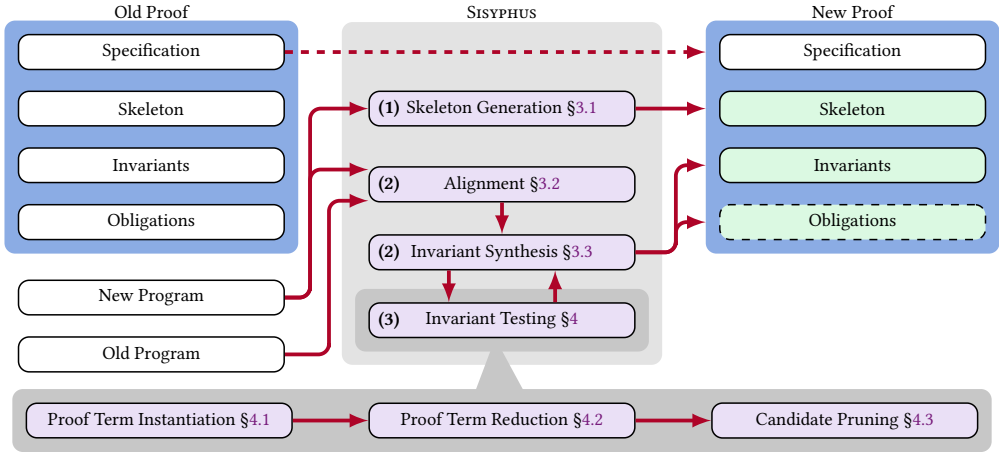 Old Proof
Specification
Skeleton
Invariants
Obligations
New Program
Old Program
SISYPHUS
(1) Skeleton Generation §3.1
(2) Alignment §3.2
(2) Invariant Synthesis §3.3
(3) Invariant Testing §4
New Proof
Specification
Skeleton
Invariants
Obligations
Proof Term Instantiation §4.1
Proof Term Reduction §4.2
Candidate Pruning §4.3